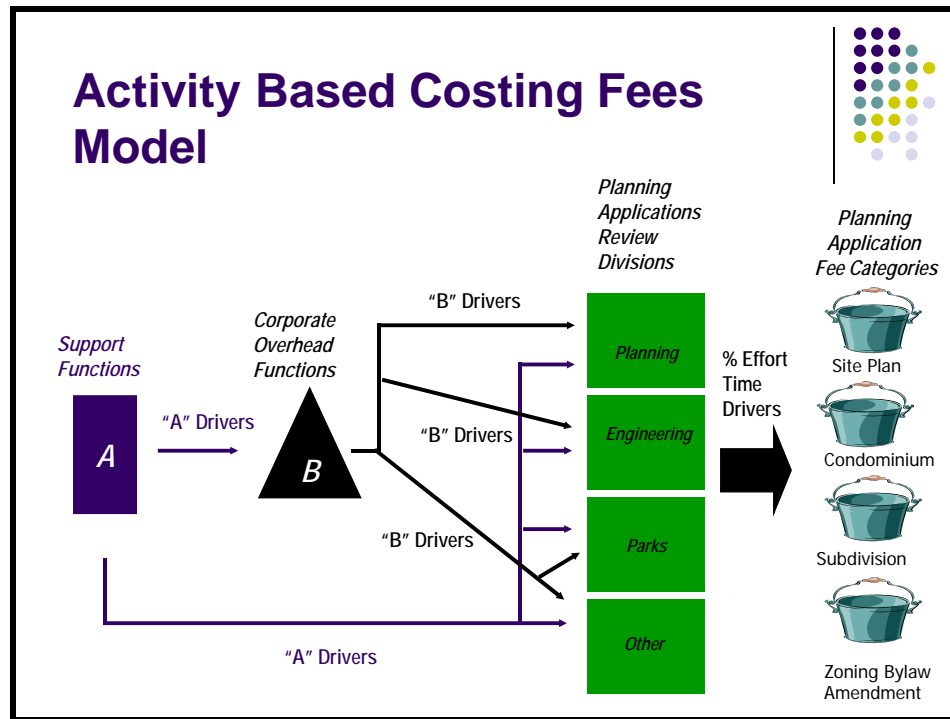 Activity Based Costing Fees
Model
Planning
Applications
Review
Divisions
Planning
Application
Fee Categories
"B" Drivers
Corporate
Overhead
Functions
Support
Functions
Planning
% Effort
Time
Drivers
Site Plan
"A" Drivers
"B" Drivers
Engineering
A
B
Condominium
"B" Drivers
Parks
Subdivision
Other
"A" Drivers
Zoning Bylaw
Amendment